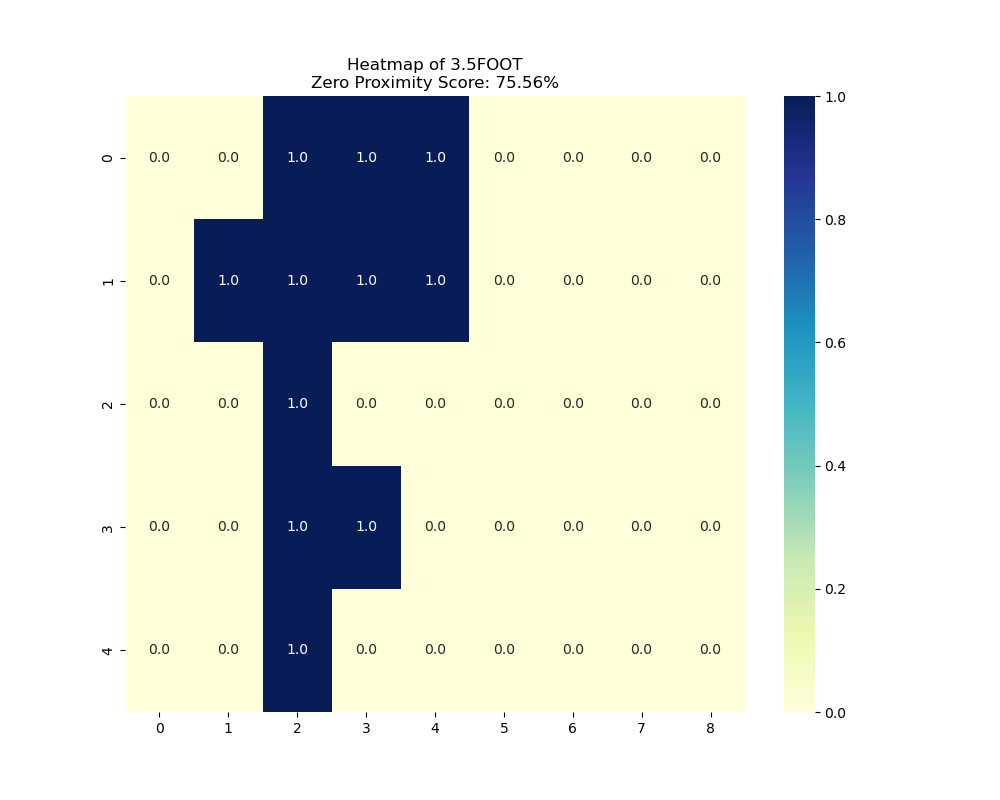 Heatmap of 3.5FOOT
Zero Proximity Score: 75.56%
0 0.0 0.0 1.0 1.0 1.0 0.0 0.0 0.0 0.0
1 0.0 1.0 1.0 1.0 1.0 0.0 0.0 0.0 0.0
2 0.0 0.0 1.0 0.0 0.0 0.0 0.0 0.0 0.0
3 0.0 0.0 1.0 1.0 0.0 0.0 0.0 0.0 0.0
4 0.0 0.0 1.0 0.0 0.0 0.0 0.0 0.0 0.0
0 1 2 3 4 5 6 7 8
1.0
0.8
0.6
0.4
0.2
0.0